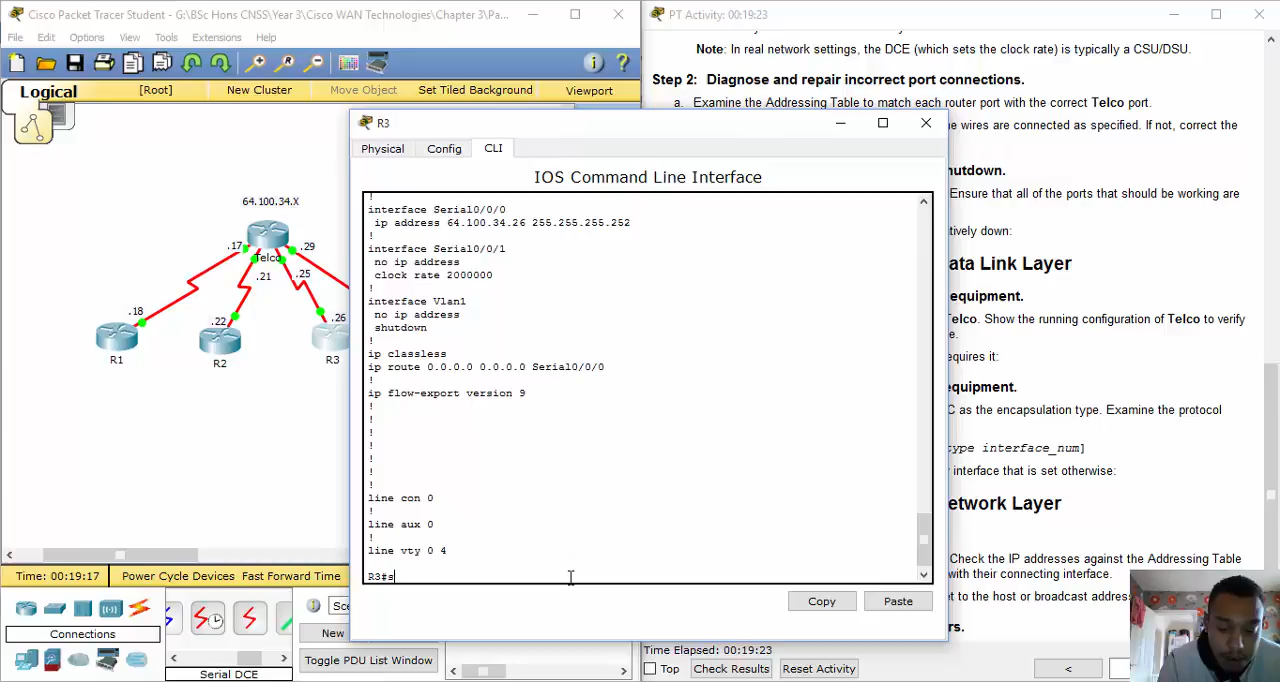 Cisco Packet Tracer Student - G:\BSc Hons CNSS\Year 3\Cisco WAN Technologies\Chapter 3\Pa...
File Edit Options View Tools Extensions Help
Logical
[Root]
New Cluster
Move Object
Set Tiled Background
Viewport
64.100.34.X
.17
.29
Telco
.21
.25
.18
.22
.26
R1
R2
R3
Time: 00:19:17
Power Cycle Devices Fast Forward Time
Connections
Serial DCE
Sce
New
Toggle PDU List Window
R3
Physical
Config
CLI
IOS Command Line Interface
!
interface Serial0/0/0
ip address 64.100.34.26 255.255.255.252
!
interface Serial0/0/1
no ip address
clock rate 2000000
!
interface Vlan1
no ip address
shutdown
!
ip classless
ip route 0.0.0.0 0.0.0.0 Serial0/0/0
!
ip flow-export version 9
!
!
!
!
!
!
!
line con 0
!
line aux 0
!
line vty 0 4
R3#s
Copy
Paste
PT Activity: 00:19:23
Note: In real network settings, the DCE (which sets the clock rate) is typically a CSU/DSU.
Step 2: Diagnose and repair incorrect port connections.
a. Examine the Addressing Table to match each router port with the correct Telco port.
e wires are connected as specified. If not, correct the
utdown.
Ensure that all of the ports that should be working are
tively down:
ata Link Layer
equipment.
Telco. Show the running configuration of Telco to verify
e.
equires it:
equipment.
C as the encapsulation type. Examine the protocol
type interface_num]
interface that is set otherwise:
etwork Layer
Check the IP addresses against the Addressing Table
with their connecting interface.
et to the host or broadcast addre
rs.
Time Elapsed: 00:19:23
Top
Check Results
Reset Activity
<